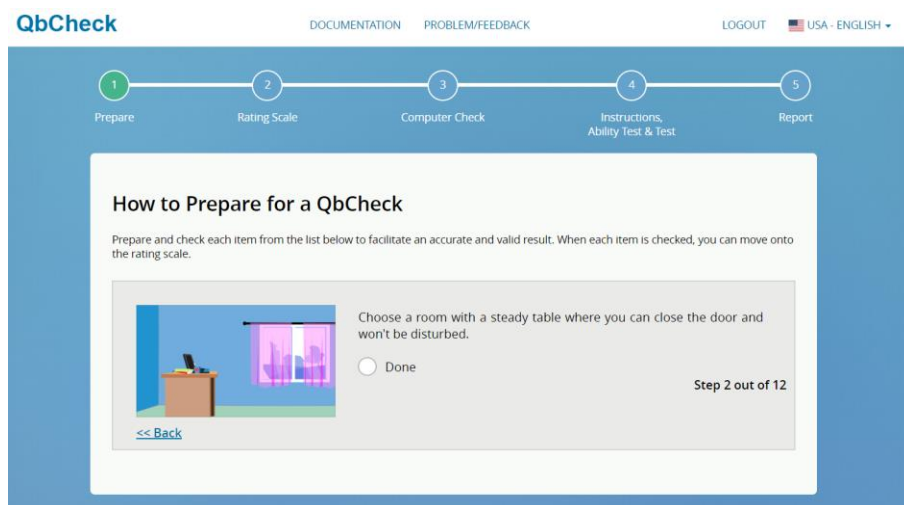 QbCheck
DOCUMENTATION
PROBLEM/FEEDBACK
LOGOUT
USA - ENGLISH
1
2
3
4
5
Prepare
Rating Scale
Computer Check
Instructions,
Ability Test & Test
Report
How to Prepare for a QbCheck
Prepare and check each item from the list below to facilitate an accurate and valid result. When each item is checked, you can move onto
the rating scale.
Choose a room with a steady table where you can close the door and
won't be disturbed.
Done
Step 2 out of 12
<< Back